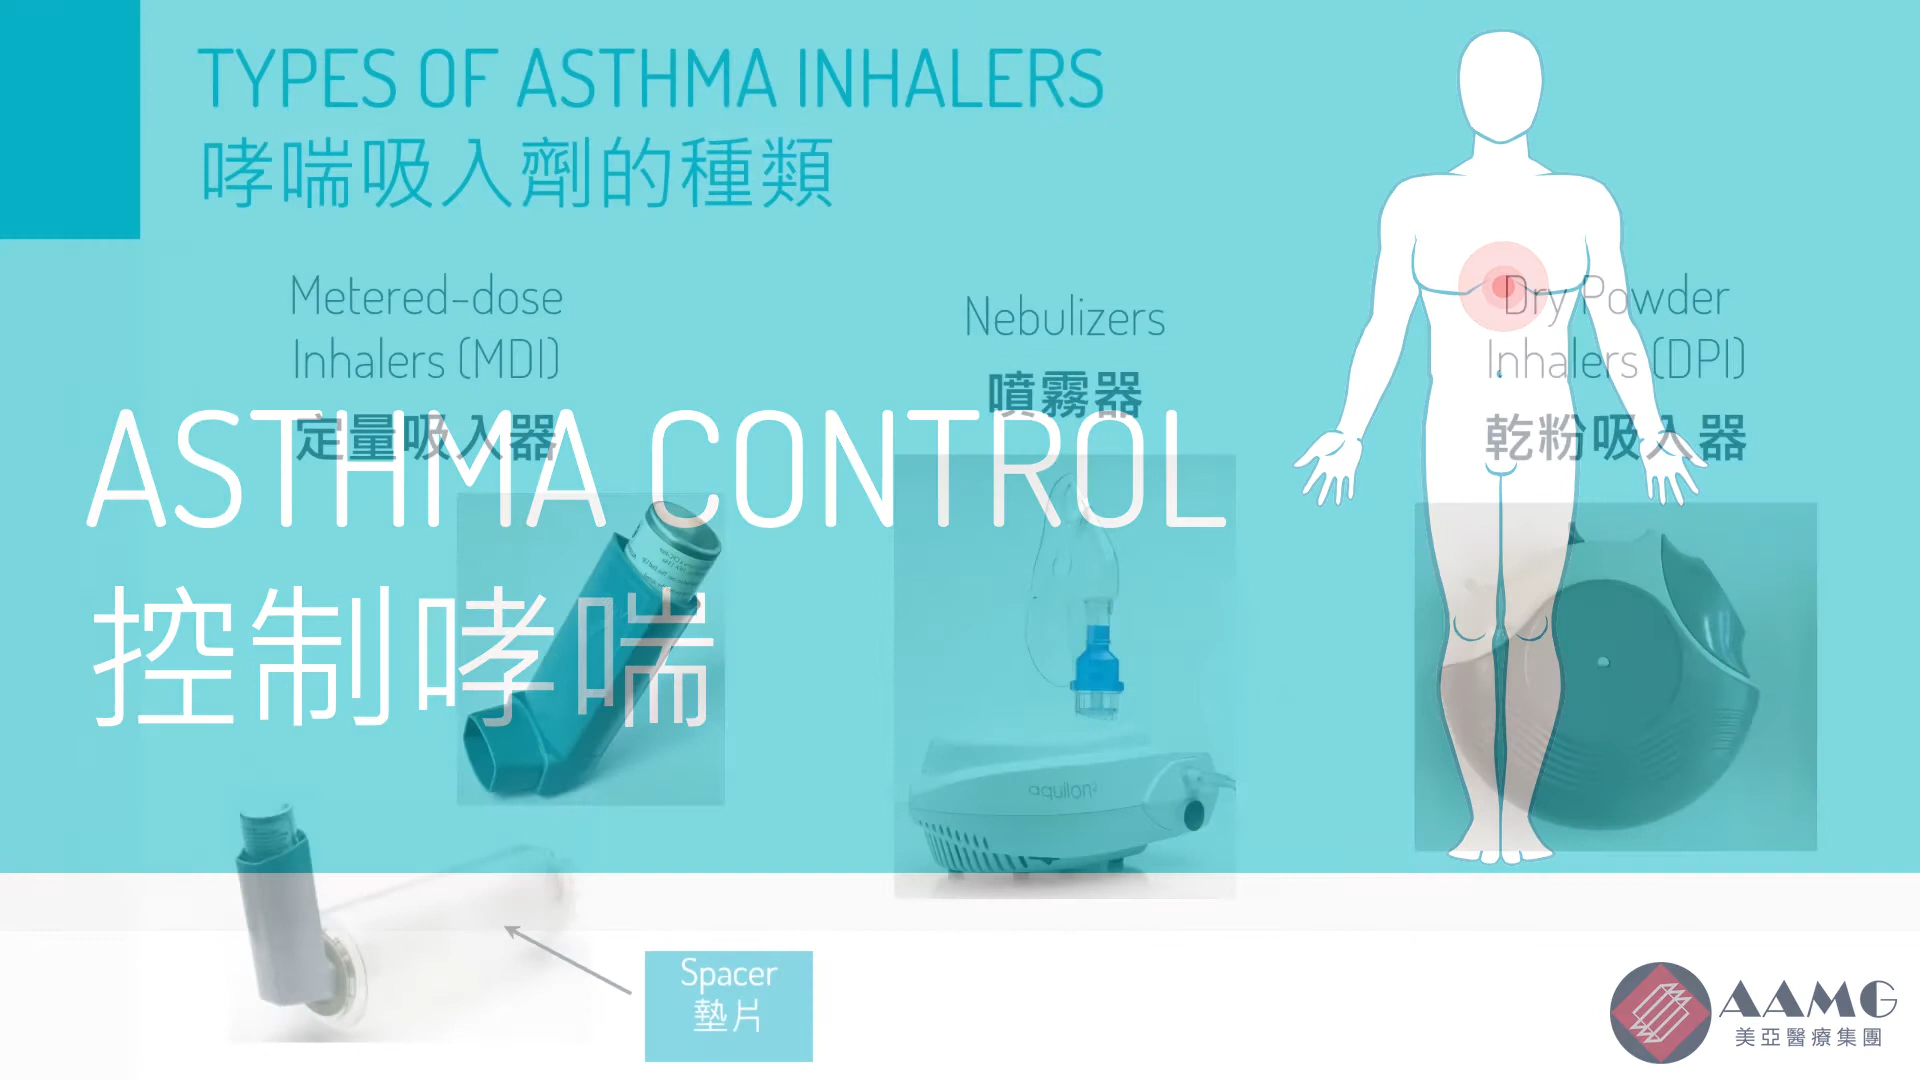 TYPES OF ASTHMA INHALERS
哮喘吸入劑的種類
Metered-dose
Inhalers (MDI)
定量吸入器
Nebulizers
噴霧器
Dry Powder
Inhalers (DPI)
乾粉吸入器
ASTHMA CONTROL
控制哮喘
aquilon²
Spacer
墊片
AAMG
美亞醫療集團